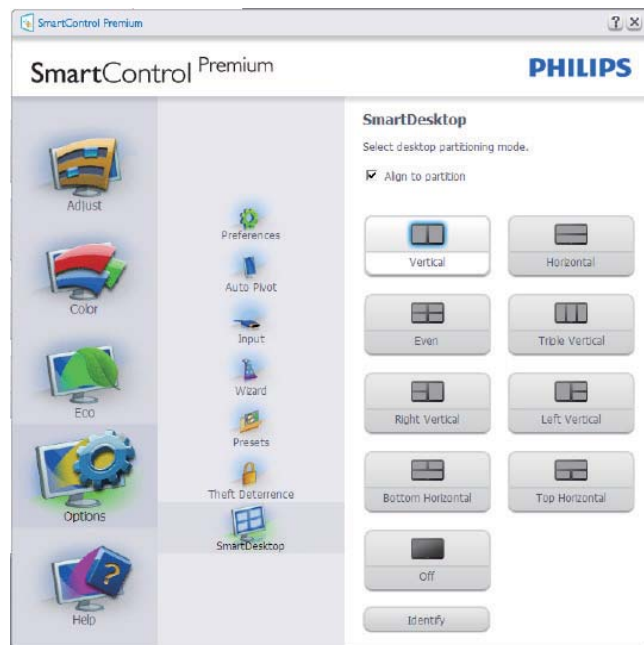 SmartControl Premium
SmartControl Premium
PHILIPS
Adjust
Color
Eco
Options
Help
Preferences
Auto Pivot
Input
Wizard
Presets
Theft Deterrence
SmartDesktop
SmartDesktop
Select desktop partitioning mode.
Align to partition
Vertical
Horizontal
Even
Triple Vertical
Right Vertical
Left Vertical
Bottom Horizontal
Top Horizontal
Off
Identify